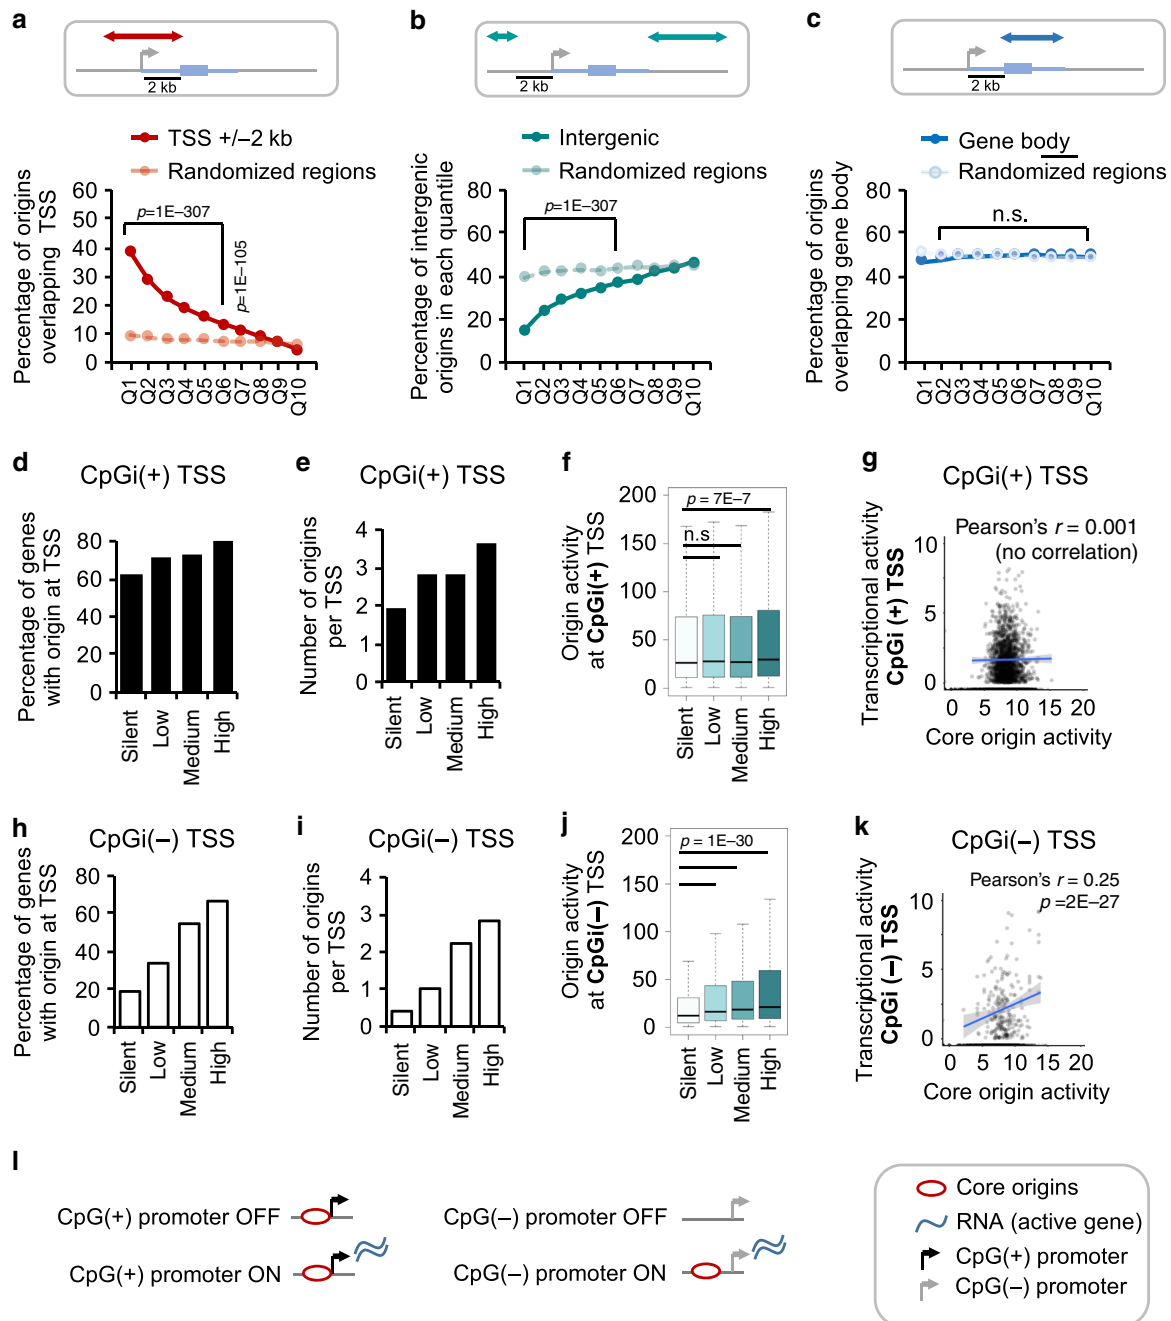 a
2 kb
TSS +/–2 kb
Randomized regions
Percentage of origins
overlapping TSS
60
50
40
30
20
10
0
p=1E–307
p=1E–105
Q1
Q2
Q3
Q4
Q5
Q6
Q7
Q8
Q9
Q10
b
2 kb
Intergenic
Randomized regions
Percentage of intergenic
origins in each quantile
80
60
40
20
0
p=1E–307
Q1
Q2
Q3
Q4
Q5
Q6
Q7
Q8
Q9
Q10
c
2 kb
Gene body
Randomized regions
Percentage of origins
overlapping gene body
80
60
40
20
0
n.s.
Q1
Q2
Q3
Q4
Q5
Q6
Q7
Q8
Q9
Q10
d
CpGi(+) TSS
Percentage of genes
with origin at TSS
80
60
40
20
0
Silent
Low
Medium
High
e
CpGi(+) TSS
Number of origins
per TSS
4
3
2
1
0
Silent
Low
Medium
High
f
Origin activity
at CpGi(+) TSS
200
150
100
50
0
p = 7E-7
n.s
Silent
Low
Medium
High
g
CpGi(+) TSS
Pearson's r = 0.001
(no correlation)
Transcriptional activity
CpGi (+) TSS
10
5
0
0 5 10 15 20
Core origin activity
h
CpGi(–) TSS
Percentage of genes
with origin at TSS
80
60
40
20
0
Silent
Low
Medium
High
i
CpGi(–) TSS
Number of origins
per TSS
4
3
2
1
0
Silent
Low
Medium
High
j
Origin activity
at CpGi(–) TSS
200
150
100
50
0
p = 1E-30
Silent
Low
Medium
High
k
CpGi(–) TSS
Pearson's r = 0.25
p =2E–27
Transcriptional activity
CpGi (–) TSS
10
5
0
0 5 10 15 20
Core origin activity
l
CpG(+) promoter OFF
CpG(+) promoter ON
CpG(–) promoter OFF
CpG(–) promoter ON
Core origins
RNA (active gene)
CpG(+) promoter
CpG(–) promoter